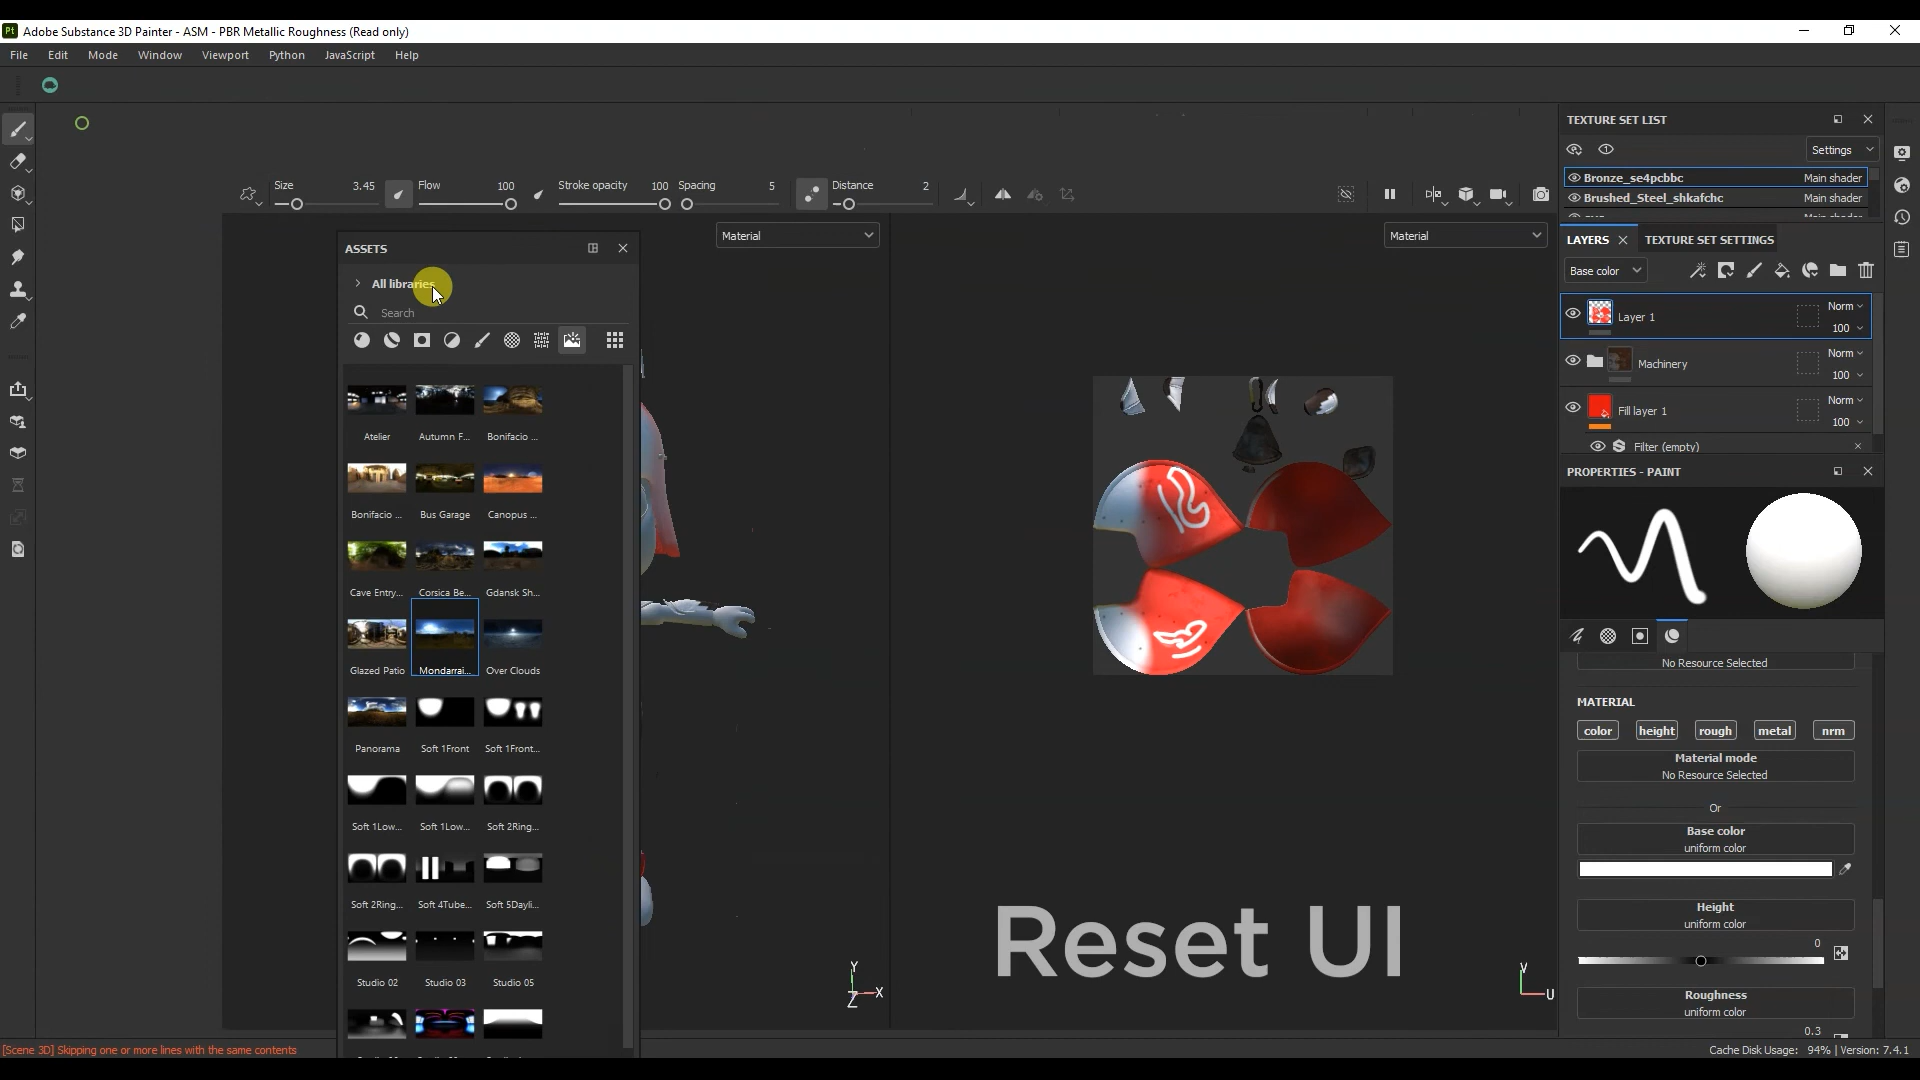 Pt Adobe Substance 3D Painter - ASM - PBR Metallic Roughness (Read only)
File Edit Mode Window Viewport Python JavaScript Help
Size 3.45 Flow 100 Stroke opacity 100 Spacing 5 Distance 2
Material
Material
ASSETS
All libraries
Search
Atelier Autumn F... Bonifacio ...
Bonifacio ... Bus Garage Canopus ...
Cave Entry... Corsica Be... Gdansk Sh...
Glazed Patio Mondarrai... Over Clouds
Panorama Soft 1Front Soft 1Front...
Soft 1Low... Soft 1Low... Soft 2Ring...
Soft 2Ring... Soft 4Tube... Soft 5Dayli...
Studio 02 Studio 03 Studio 05
Y
X
Z
V
U
Reset UI
TEXTURE SET LIST
Settings
Bronze_se4pcbbc Main shader
Brushed_Steel_shkafchc Main shader
LAYERS TEXTURE SET SETTINGS
Base color
Layer 1 Norm 100
Machinery Norm 100
Fill layer 1 Norm 100
Filter (empty)
PROPERTIES - PAINT
No Resource Selected
MATERIAL
color height rough metal nrm
Material mode
No Resource Selected
Or
Base color
uniform color
Height
uniform color
0
Roughness
uniform color
0.3
[Scene 3D] Skipping one or more lines with the same contents
Cache Disk Usage: 94% | Version: 7.4.1